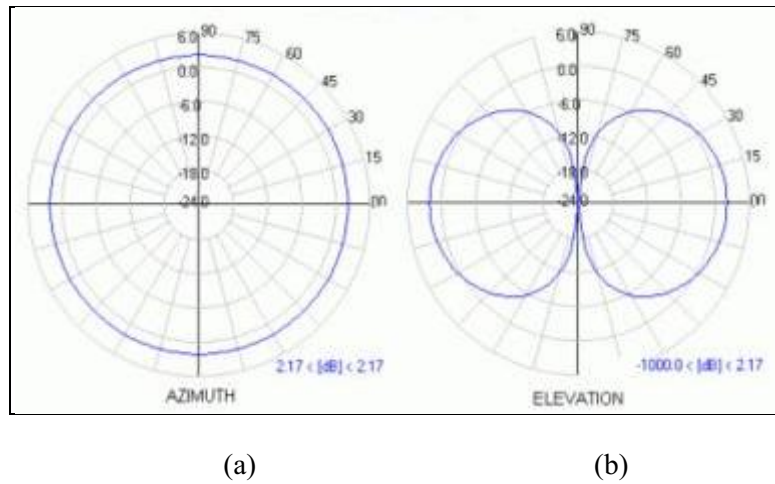 6.0 90 75 60 45 30 15
0.0
-6.0
-12.0
-18.0
-24.0
2.17 < [dB] < 2.17
AZIMUTH
6.0 90 75 60 45 30 15
0.0
-6.0
-12.0
-18.0
-24.0
-1000.0 < [dB] < 2.17
ELEVATION
(a) (b)